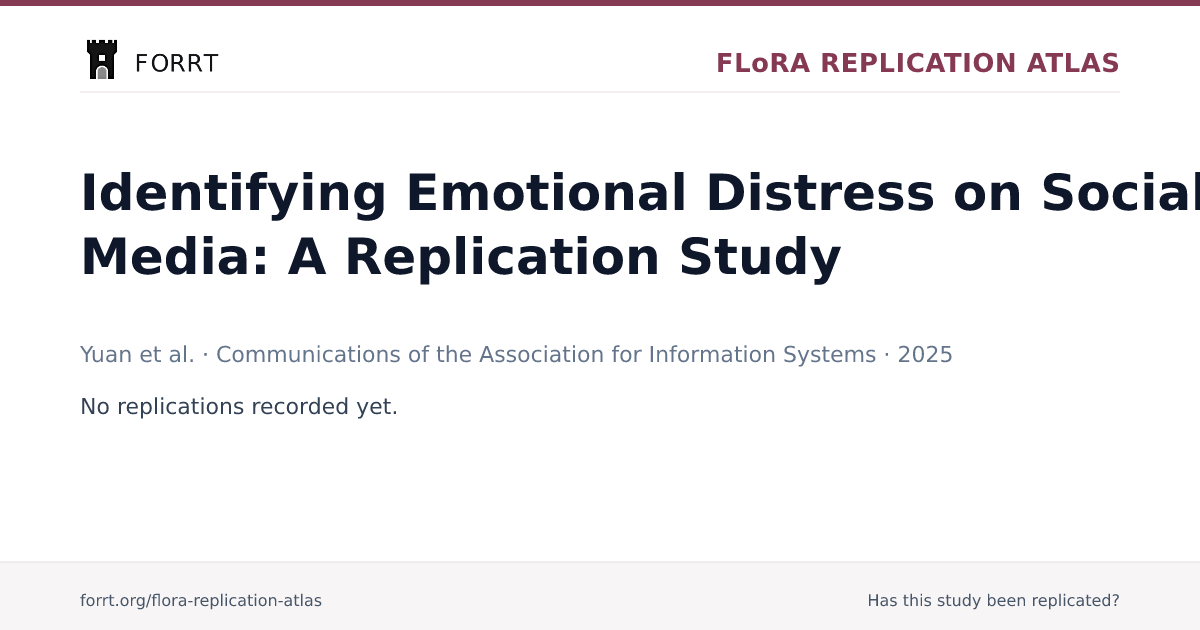 FORRT
FLoRA REPLICATION ATLAS
Identifying Emotional Distress on Social
Media: A Replication Study
Yuan et al. · Communications of the Association for Information Systems · 2025
No replications recorded yet.
forrt.org/flora-replication-atlas
Has this study been replicated?